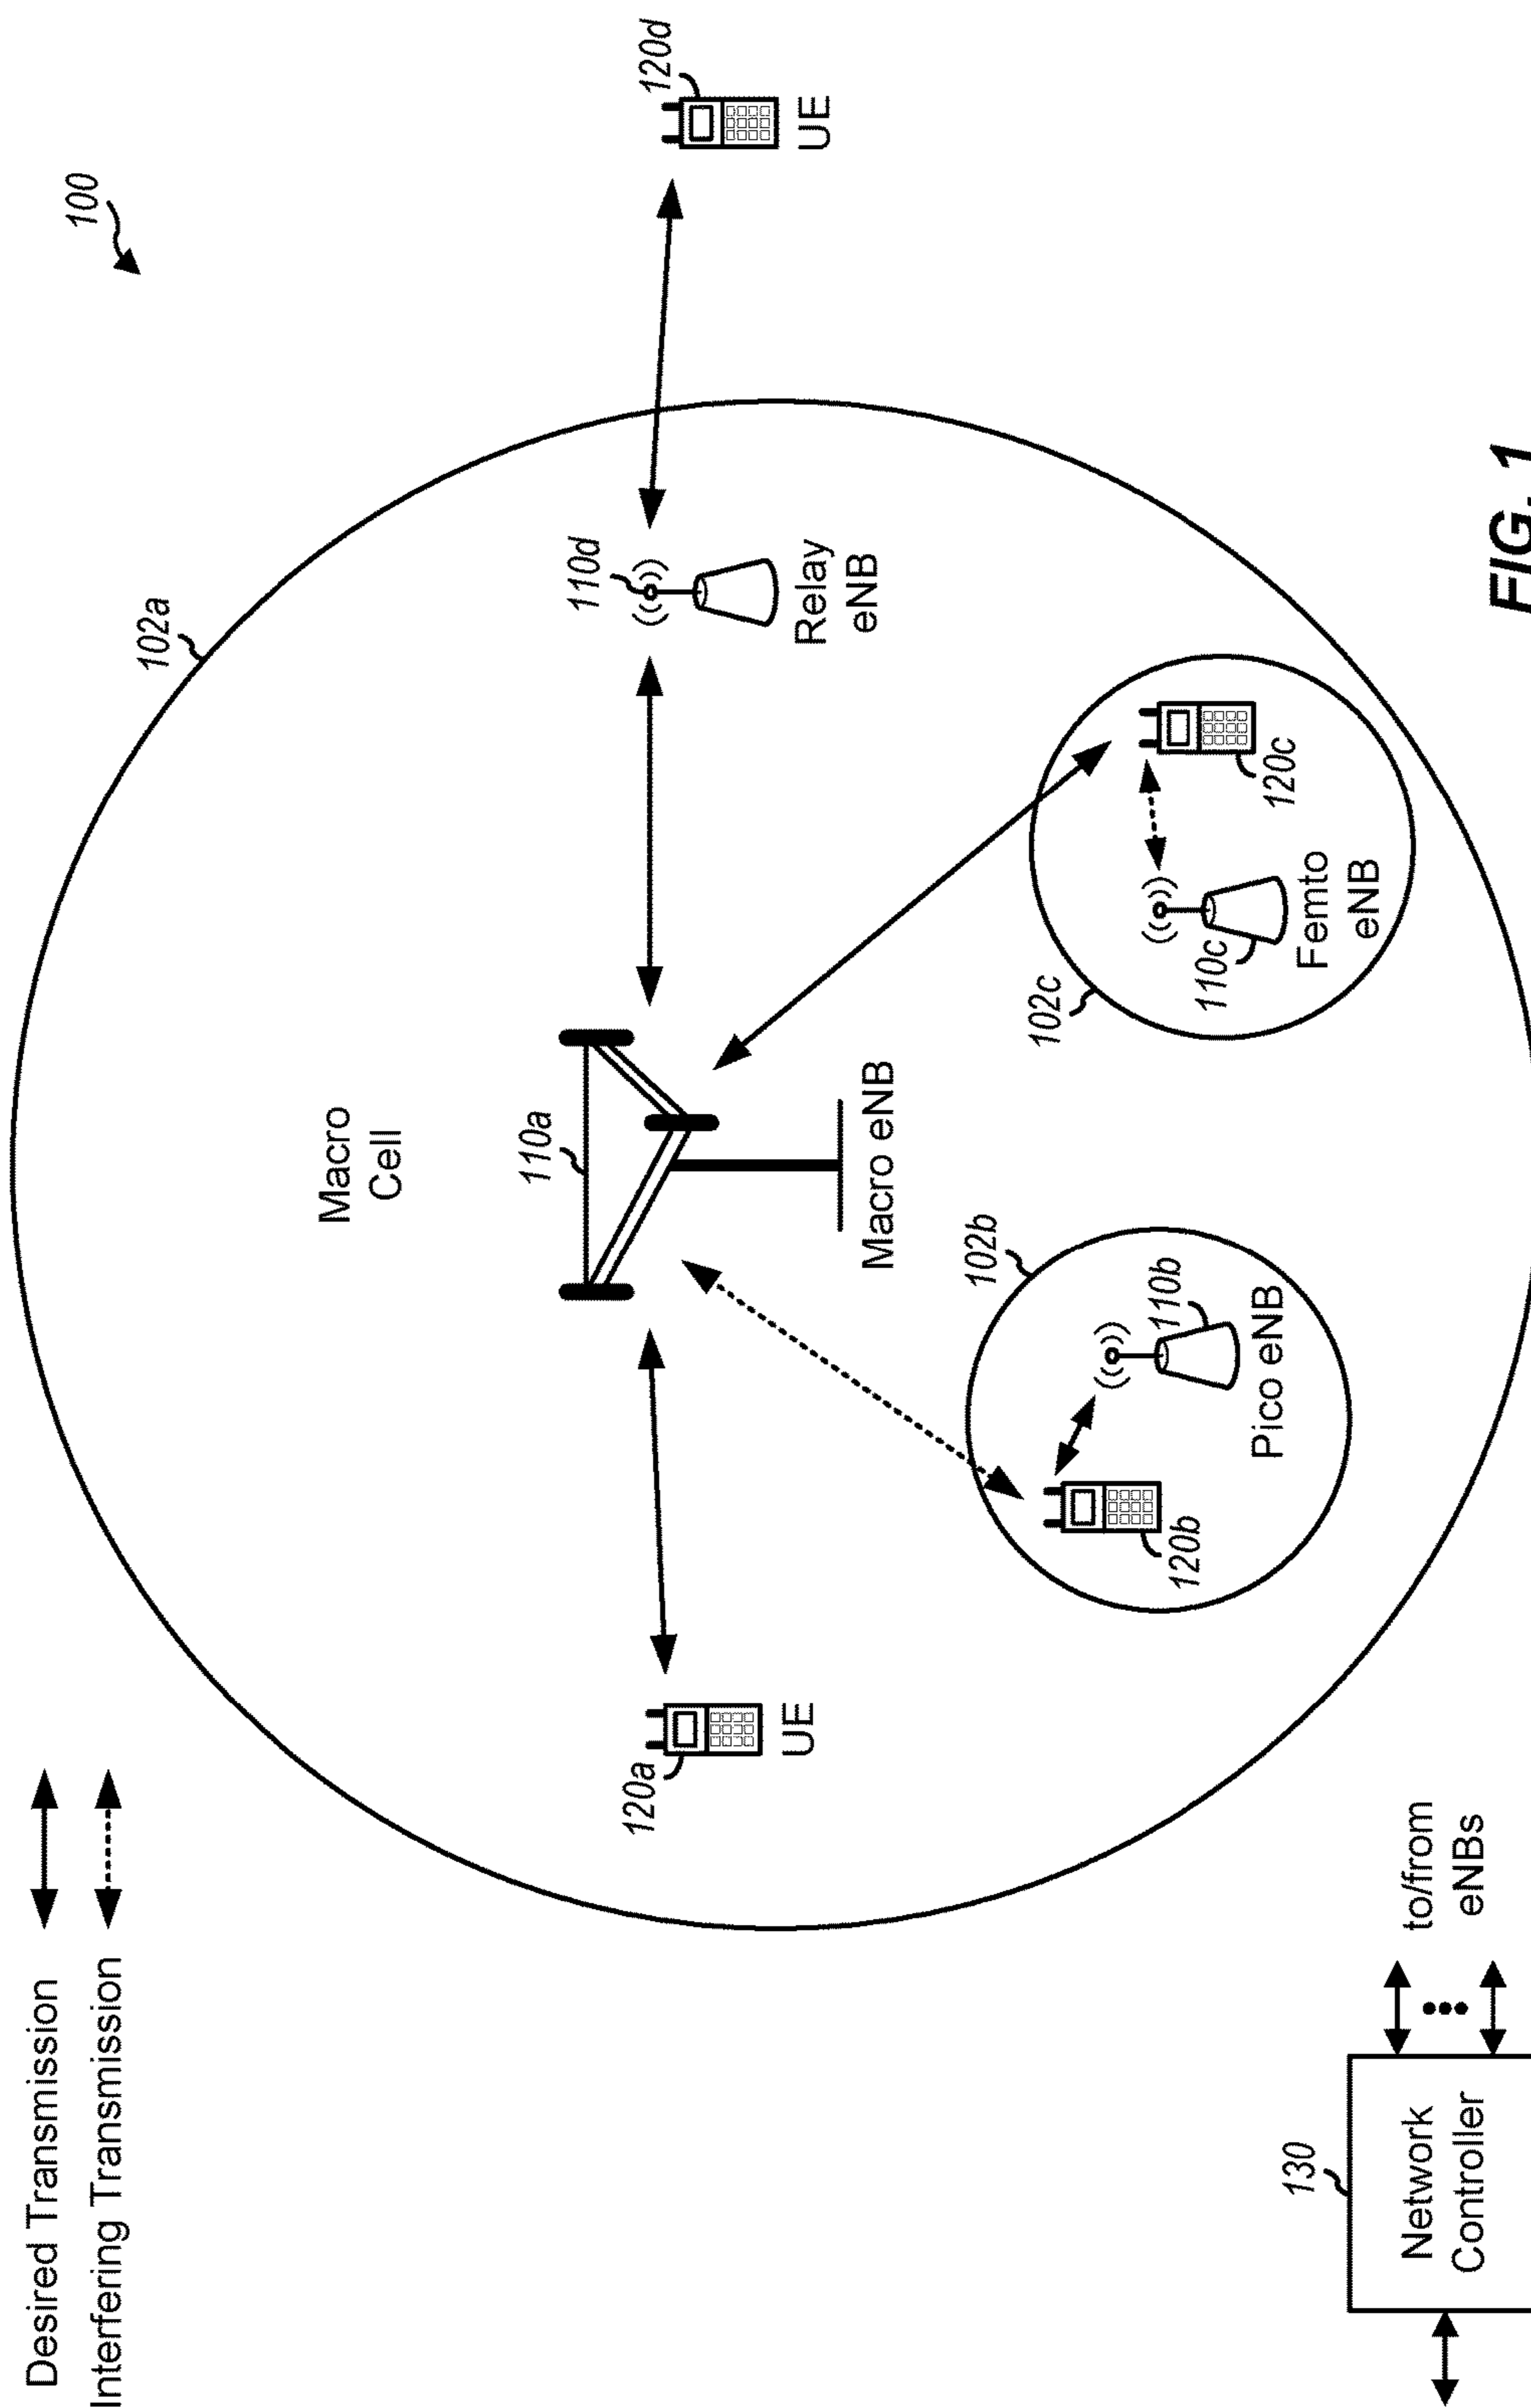 100
Desired Transmission
Interfering Transmission
102a
Macro
Cell
110a
110d
120a
120d
UE
UE
Macro eNB
Relay
eNB
102b
102c
120b
110b
Pico eNB
110c
120c
Femto
eNB
130
Network
Controller
to/from
eNBs
FIG. 1